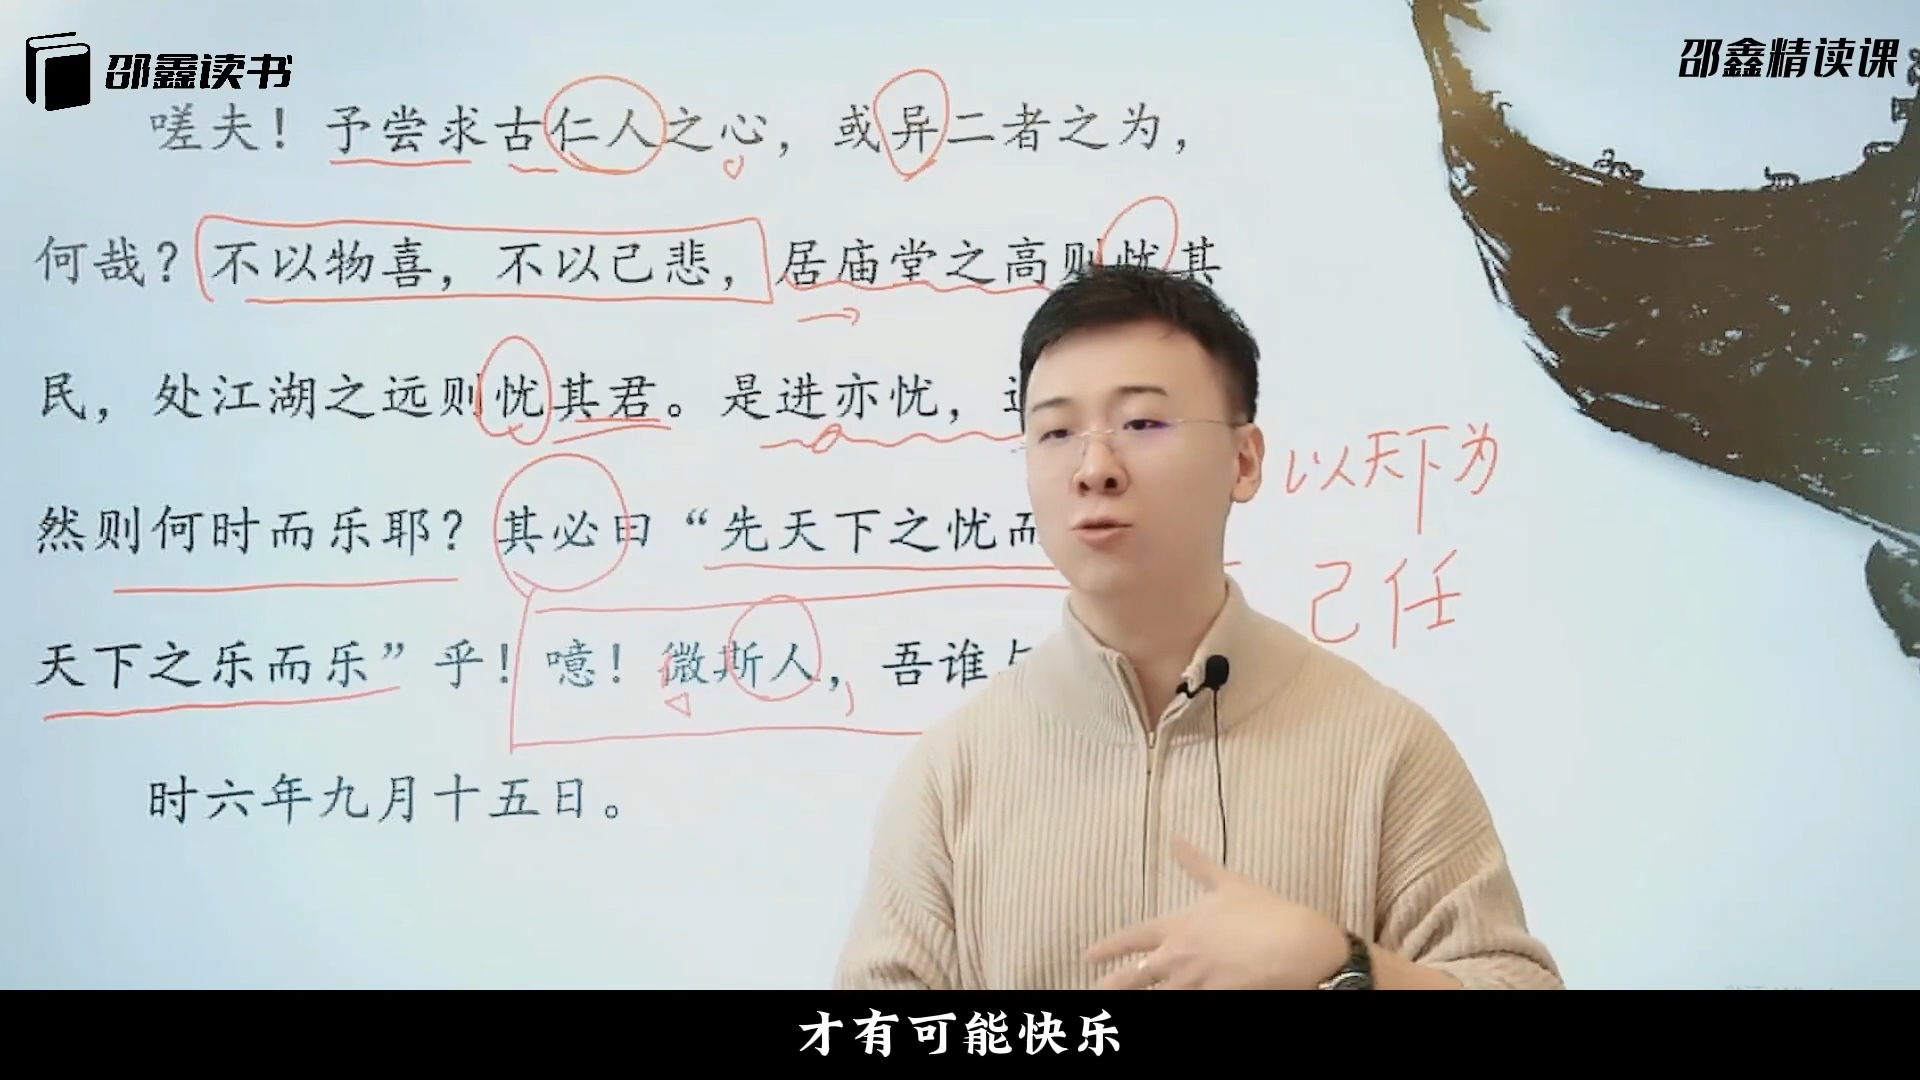 邵鑫读书
邵鑫精读课
嗟夫！予尝求古仁人之心，或异二者之为，
何哉？不以物喜，不以己悲，居庙堂之高则忧其
民，处江湖之远则忧其君。是进亦忧，
然则何时而乐耶？其必曰“先天下之忧而
天下之乐而乐”乎！噫！微斯人，吾谁
时六年九月十五日。
以天下为
己任
才有可能快乐